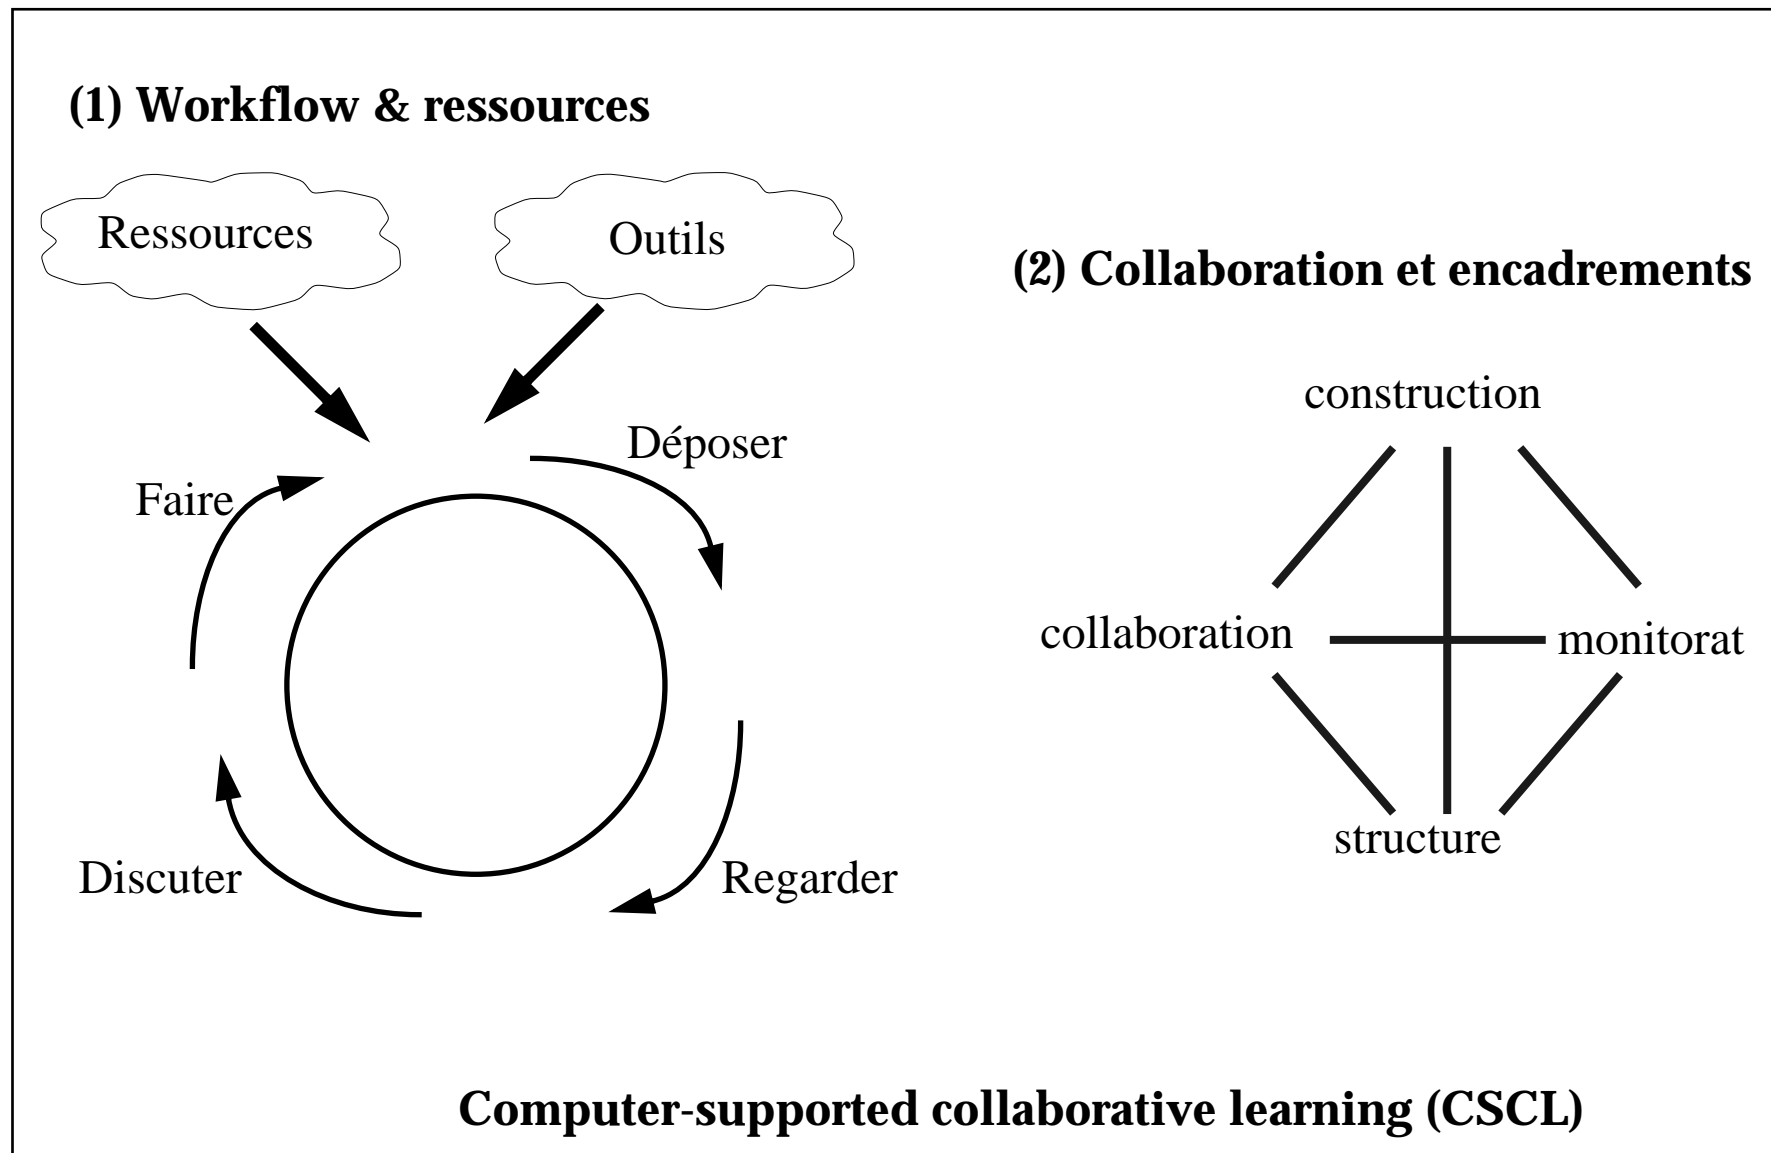 (1) Workflow & ressources
Ressources
Outils
Déposer
Faire
Discuter
Regarder
(2) Collaboration et encadrements
construction
collaboration
monitorat
structure
Computer-supported collaborative learning (CSCL)